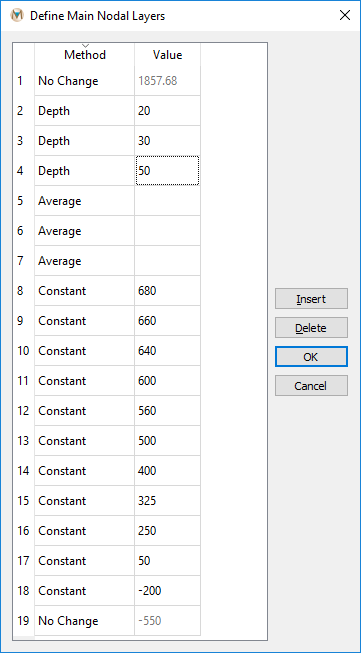 Define Main Nodal Layers
Method Value
1 No Change 1857.68
2 Depth 20
3 Depth 30
4 Depth 50
5 Average
6 Average
7 Average
8 Constant 680
9 Constant 660
10 Constant 640
11 Constant 600
12 Constant 560
13 Constant 500
14 Constant 400
15 Constant 325
16 Constant 250
17 Constant 50
18 Constant -200
19 No Change -550
Insert
Delete
OK
Cancel